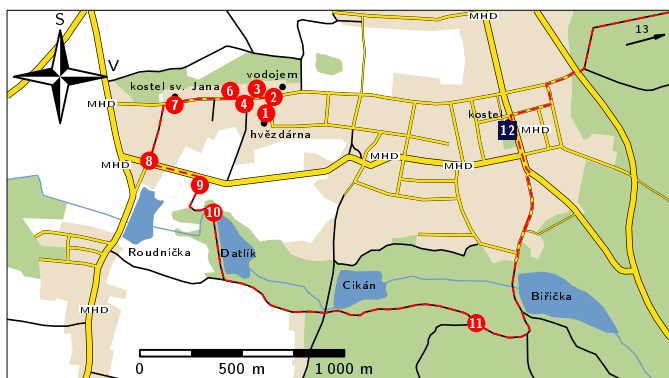 S
MHD
13
V
vodojem
kostel sv. Jana
6
3
2
4
7
MHD
1
hvězdárna
kostel
12
MHD
MHD
8
MHD
MHD
9
10
Roudnička
Datlík
Cikán
Biřička
MHD
11
0
500 m
1 000 m